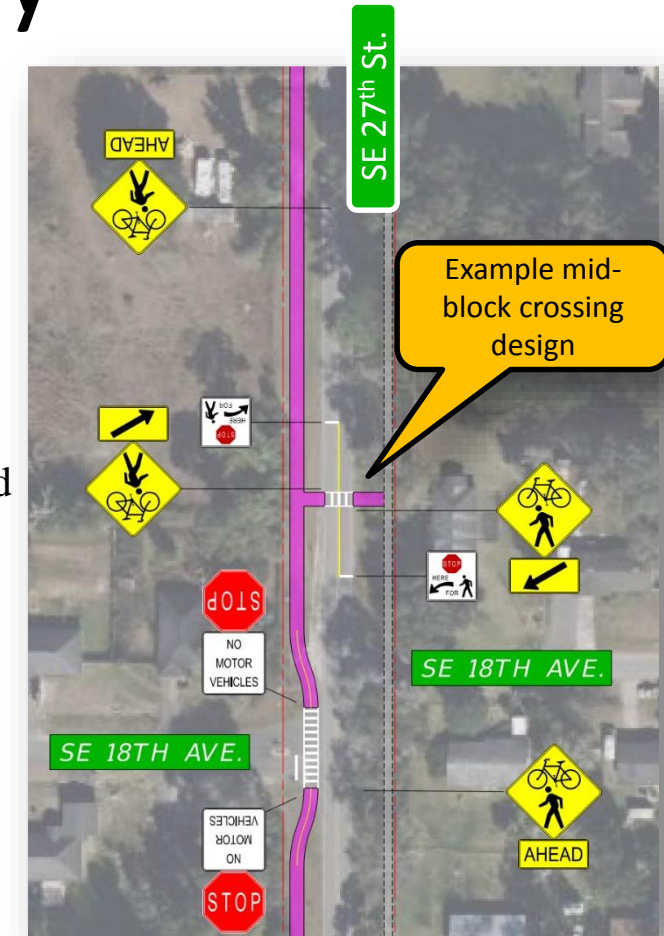 y
SE 27th St.
AHEAD
Example mid-
block crossing
design
HERE
FOR
STOP
d
STOP
HERE
FOR
STOP
NO
MOTOR
VEHICLES
SE 18TH AVE.
SE 18TH AVE.
NO
MOTOR
VEHICLES
STOP
AHEAD